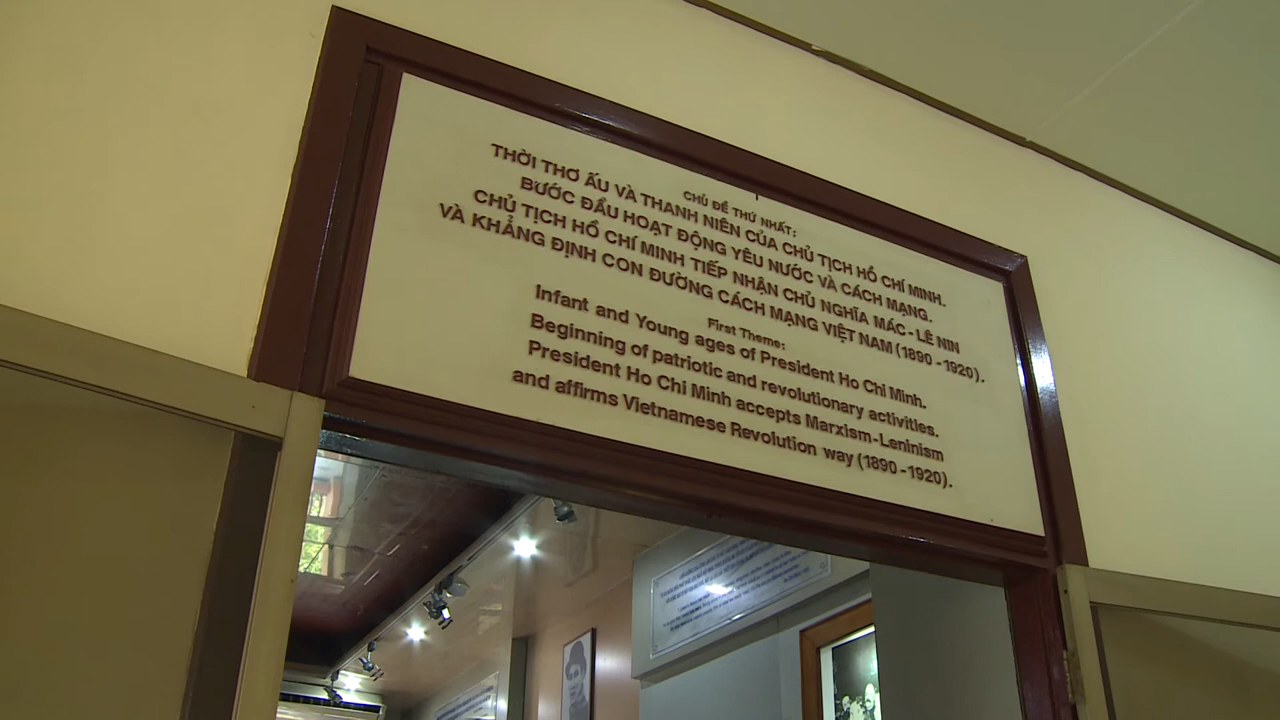 CHỦ ĐỀ THỨ NHẤT:
THỜI THƠ ẤU VÀ THANH NIÊN CỦA CHỦ TỊCH HỒ CHÍ MINH.
BƯỚC ĐẦU HOẠT ĐỘNG YÊU NƯỚC VÀ CÁCH MẠNG.
CHỦ TỊCH HỒ CHÍ MINH TIẾP NHẬN CHỦ NGHĨA MÁC - LÊ NIN
VÀ KHẲNG ĐỊNH CON ĐƯỜNG CÁCH MẠNG VIỆT NAM (1890 - 1920).
First Theme:
Infant and Young ages of President Ho Chi Minh.
Beginning of patriotic and revolutionary activities.
President Ho Chi Minh accepts Marxism-Leninism
and affirms Vietnamese Revolution way (1890 - 1920).